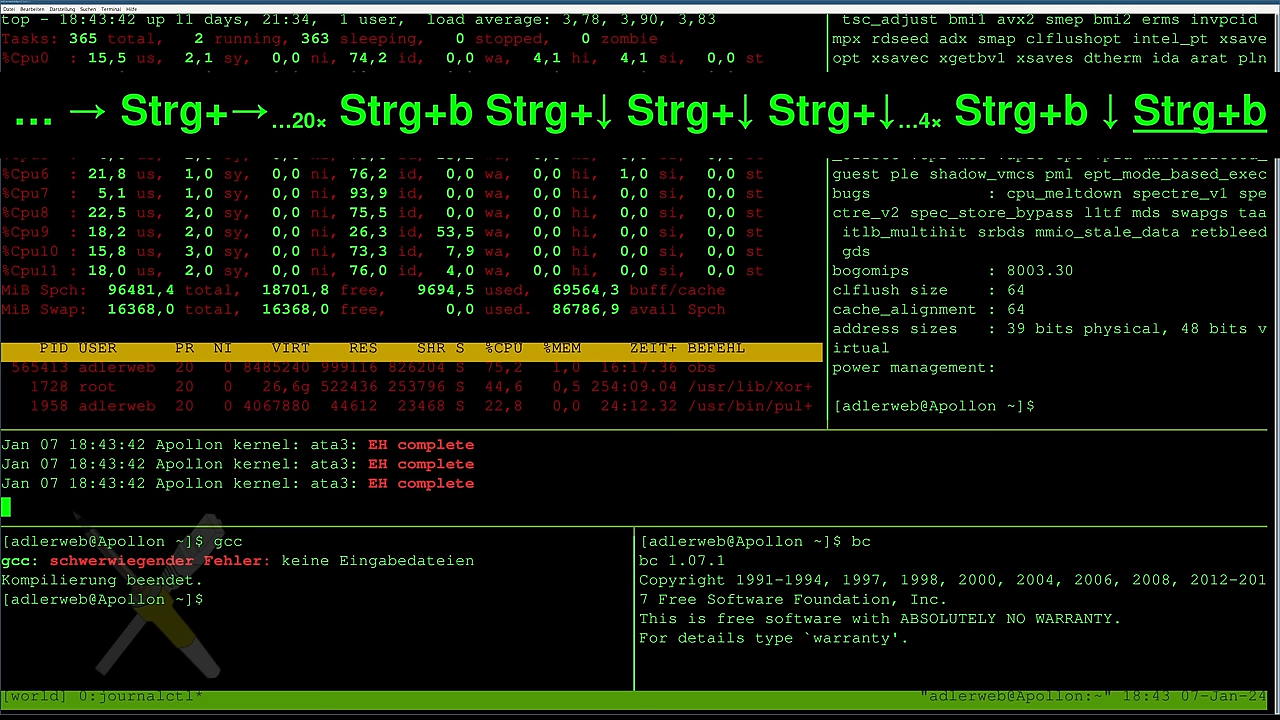 Datei Bearbeiten Darstellung Suchen Terminal Hilfe
top - 18:43:42 up 11 days, 21:34,  1 user,  load average: 3,78, 3,90, 3,83
Tasks: 365 total,   2 running, 363 sleeping,   0 stopped,   0 zombie
%Cpu0  : 15,5 us,  2,1 sy,  0,0 ni, 74,2 id,  0,0 wa,  4,1 hi,  4,1 si,  0,0 st
tsc_adjust bmi1 avx2 smep bmi2 erms invpcid
mpx rdseed adx smap clflushopt intel_pt xsave
opt xsavec xgetbv1 xsaves dtherm ida arat pln
... → Strg+→...20× Strg+b Strg+↓ Strg+↓ Strg+↓...4× Strg+b ↓ Strg+b
%Cpu6  : 21,8 us,  1,0 sy,  0,0 ni, 76,2 id,  0,0 wa,  0,0 hi,  1,0 si,  0,0 st
%Cpu7  :  5,1 us,  1,0 sy,  0,0 ni, 93,9 id,  0,0 wa,  0,0 hi,  0,0 si,  0,0 st
%Cpu8  : 22,5 us,  2,0 sy,  0,0 ni, 75,5 id,  0,0 wa,  0,0 hi,  0,0 si,  0,0 st
%Cpu9  : 18,2 us,  2,0 sy,  0,0 ni, 26,3 id, 53,5 wa,  0,0 hi,  0,0 si,  0,0 st
%Cpu10 : 15,8 us,  3,0 sy,  0,0 ni, 73,3 id,  7,9 wa,  0,0 hi,  0,0 si,  0,0 st
%Cpu11 : 18,0 us,  2,0 sy,  0,0 ni, 76,0 id,  4,0 wa,  0,0 hi,  0,0 si,  0,0 st
MiB Spch:  96481,4 total,  18701,8 free,   9694,5 used,  69564,3 buff/cache
MiB Swap:  16368,0 total,  16368,0 free,      0,0 used.  86786,9 avail Spch
PID USER      PR  NI    VIRT    RES    SHR S  %CPU  %MEM     ZEIT+ BEFEHL
565413 adlerweb  20   0 8485240 999116 826204 S  75,2   1,0  16:17.36 obs
1728 root      20   0   26,6g 522436 253796 S  44,6   0,5 254:09.04 /usr/lib/Xor+
1958 adlerweb  20   0 4067880  44612  23468 S  22,8   0,0  24:12.32 /usr/bin/pul+
guest ple shadow_vmcs pml ept_mode_based_exec
bugs            : cpu_meltdown spectre_v1 spe
ctre_v2 spec_store_bypass l1tf mds swapgs taa
itlb_multihit srbds mmio_stale_data retbleed
gds
bogomips        : 8003.30
clflush size    : 64
cache_alignment : 64
address sizes   : 39 bits physical, 48 bits v
irtual
power management:
[adlerweb@Apollon ~]$
Jan 07 18:43:42 Apollon kernel: ata3: EH complete
Jan 07 18:43:42 Apollon kernel: ata3: EH complete
Jan 07 18:43:42 Apollon kernel: ata3: EH complete
[adlerweb@Apollon ~]$ gcc
gcc: schwerwiegender Fehler: keine Eingabedateien
Kompilierung beendet.
[adlerweb@Apollon ~]$
[adlerweb@Apollon ~]$ bc
bc 1.07.1
Copyright 1991-1994, 1997, 1998, 2000, 2004, 2006, 2008, 2012-201
7 Free Software Foundation, Inc.
This is free software with ABSOLUTELY NO WARRANTY.
For details type `warranty'.
[world] 0:journalctl* "adlerweb@Apollon:~" 18:43 07-Jan-24